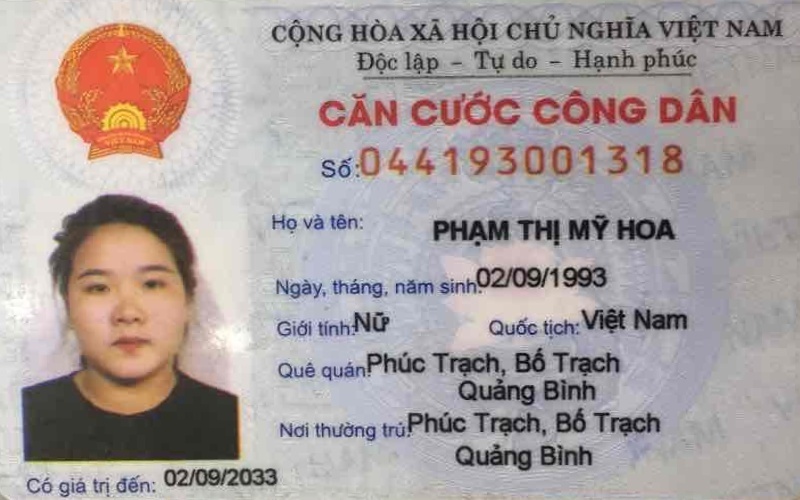 CỘNG HÒA XÃ HỘI CHỦ NGHĨA VIỆT NAM
Độc lập – Tự do – Hạnh phúc
CĂN CƯỚC CÔNG DÂN
Số: 0441193001318
Họ và tên: PHẠM THỊ MỸ HOA
Ngày, tháng, năm sinh: 02/09/1993
Giới tính: Nữ Quốc tịch: Việt Nam
Quê quán: Phúc Trạch, Bố Trạch
Quảng Bình
Nơi thường trú: Phúc Trạch, Bố Trạch
Quảng Bình
Có giá trị đến: 02/09/2033
VIỆT NAM